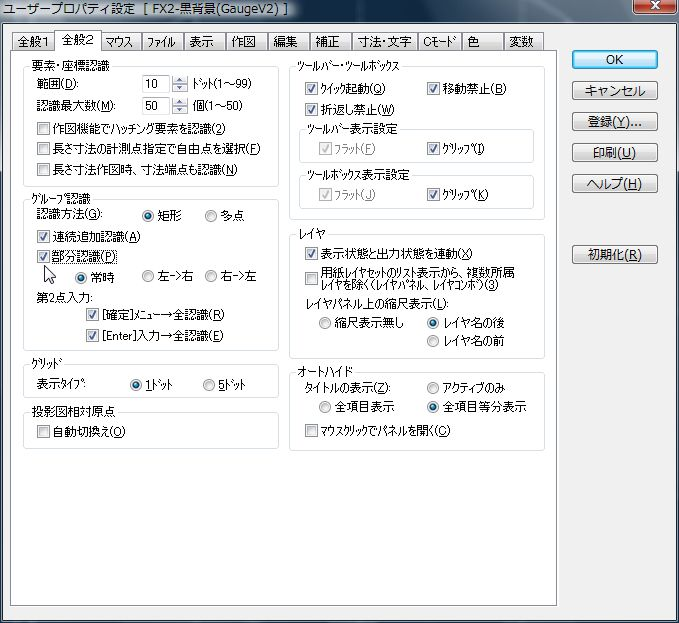 ユーザープロパティ設定 [ FX2-黒背景(GaugeV2) ]
全般1 全般2 マウス ファイル 表示 作図 編集 補正 寸法・文字 Cモード 色 変数
要素・座標認識
範囲(D): 10 ドット(1～99)
認識最大数(M): 50 個(1～50)
作図機能でハッチング要素を認識(2)
長さ寸法の計測点指定で自由点を選択(F)
長さ寸法作図時、寸法端点も認識(N)
グループ認識
認識方法(G): 矩形 多点
連続追加認識(A)
部分認識(P)
常時 左->右 右->左
第2点入力:
[確定]メニュー→全認識(R)
[Enter]入力→全認識(E)
グリッド
表示タイプ 1ドット 5ドット
投影図相対原点
自動切換え(O)
ツールバー・ツールボックス
クイック起動(Q) 移動禁止(B)
折返し禁止(W)
ツールバー表示設定
フラット(F) グリップ(I)
ツールボックス表示設定
フラット(J) グリップ(K)
レイヤ
表示状態と出力状態を連動(X)
用紙レイヤセットのリスト表示から、複数所属
レイヤを除く(レイヤパネル、レイヤコンボ)(3)
レイヤパネル上の縮尺表示(L):
縮尺表示無し レイヤ名の後
レイヤ名の前
オートハイド
タイトルの表示(Z): アクティブのみ
全項目表示 全項目等分表示
マウスクリックでパネルを開く(C)
OK
キャンセル
登録(Y)...
印刷(U)
ヘルプ(H)
初期化(R)